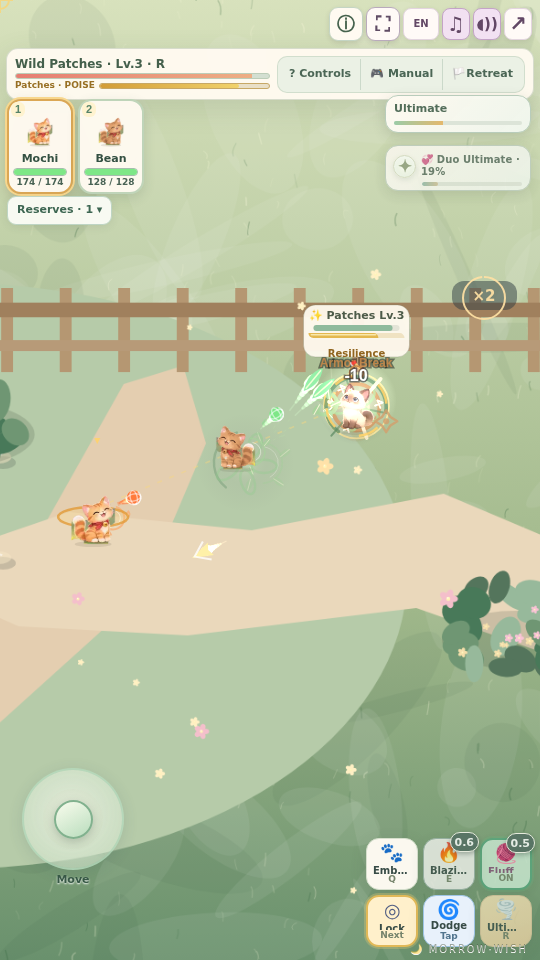 EN
Wild Patches · Lv.3 · R
Patches · POISE
? Controls
Manual
Retreat
1
Mochi
174 / 174
2
Bean
128 / 128
Reserves · 1 ▾
Ultimate
Duo Ultimate · 19%
×2
Patches Lv.3
Resilience
Armor Break
-10
Move
Emb...
Q
0.6
Blazi...
E
0.5
Fluff
ON
Lock
Next
Dodge
Tap
Ulti...
R
MORROW-WISH